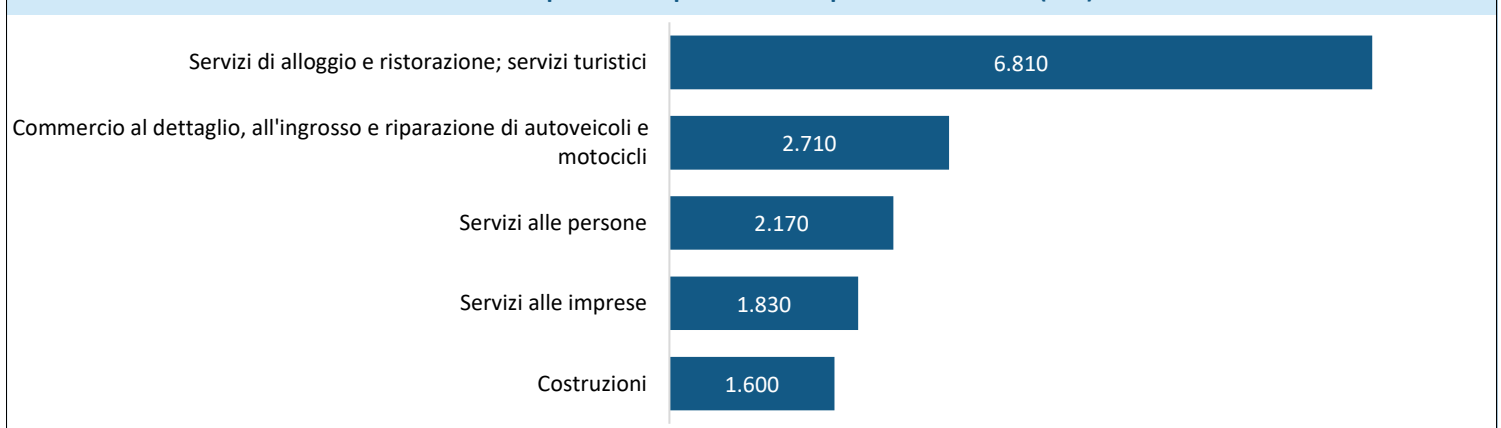 Servizi di alloggio e ristorazione; servizi turistici
6.810
Commercio al dettaglio, all'ingrosso e riparazione di autoveicoli e
motocicli
2.710
Servizi alle persone
2.170
Servizi alle imprese
1.830
Costruzioni
1.600